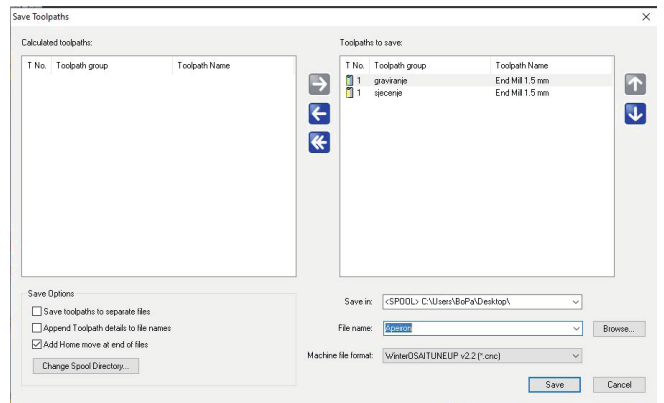 Save Toolpaths
Calculated toolpaths:
T No. Toolpath group Toolpath Name
Toolpaths to save:
T No. Toolpath group Toolpath Name
1 graviranje End Mill 1.5 mm
1 sjecenje End Mill 1.5 mm
Save Options
Save toolpaths to separate files
Append Toolpath details to file names
Add Home move at end of files
Change Spool Directory...
Save in: <SPOOL> C:\Users\BoPa\Desktop\
File name: Apeiron Browse...
Machine file format: WinterOSAITUNEUP v2.2 (*.cnc)
Save Cancel